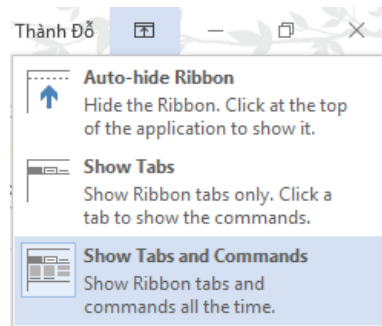 Thành Đỗ
Auto-hide Ribbon
Hide the Ribbon. Click at the top
of the application to show it.
Show Tabs
Show Ribbon tabs only. Click a
tab to show the commands.
Show Tabs and Commands
Show Ribbon tabs and
commands all the time.